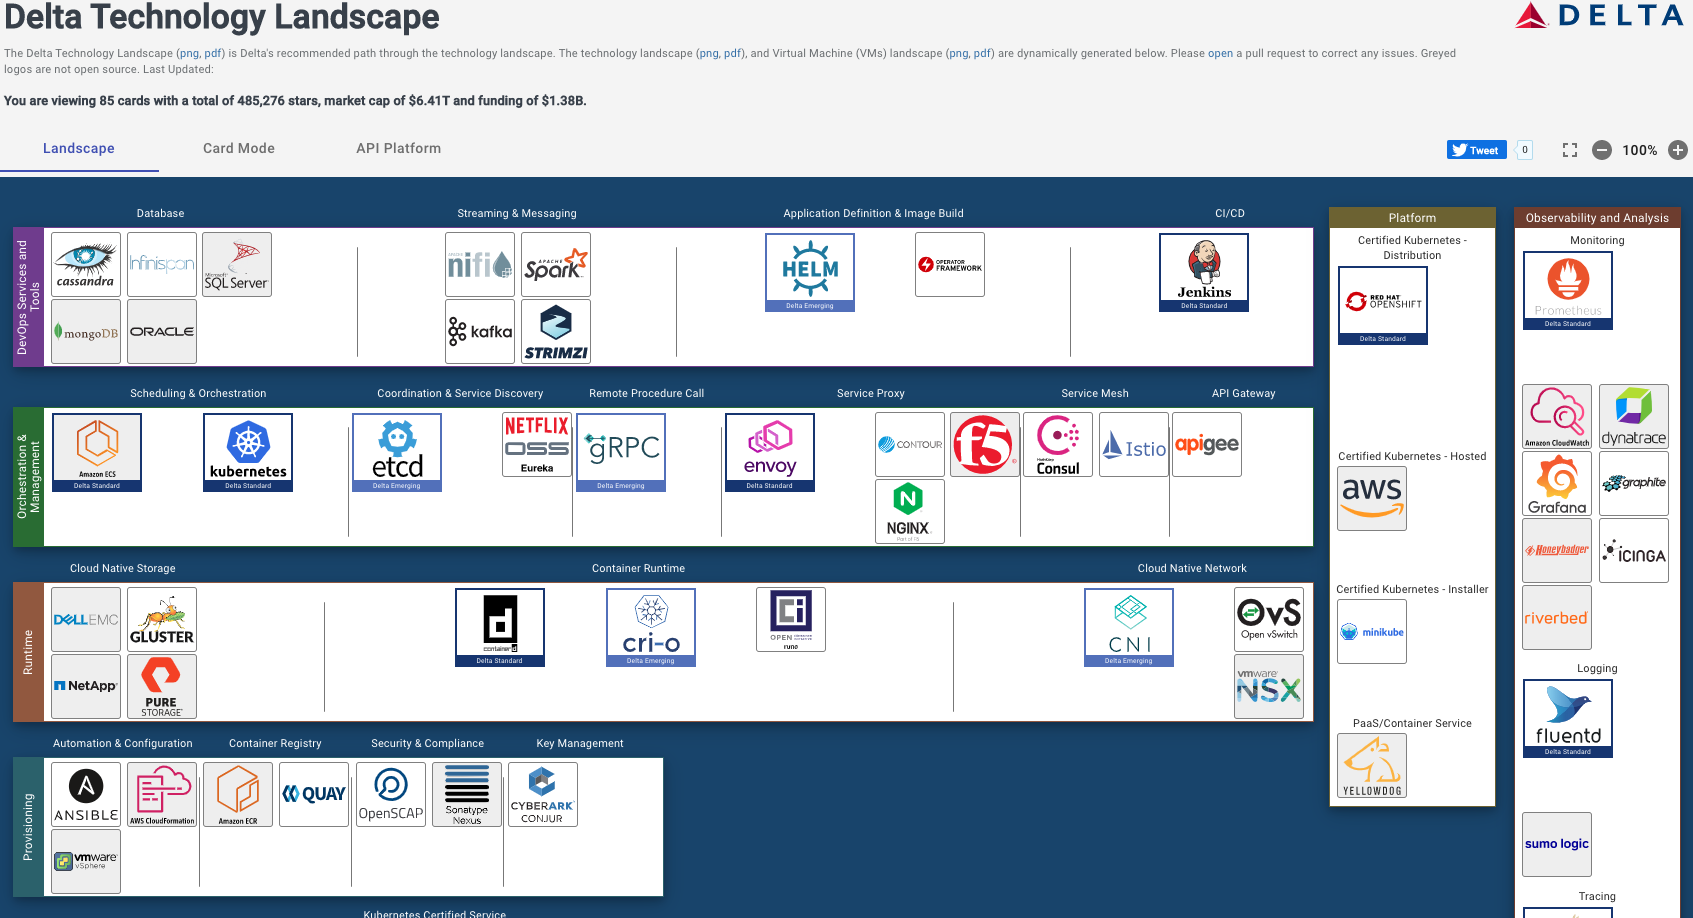 Delta Technology Landscape
DELTA
The Delta Technology Landscape (png, pdf) is Delta's recommended path through the technology landscape. The technology landscape (png, pdf), and Virtual Machine (VMs) landscape (png, pdf) are dynamically generated below. Please open a pull request to correct any issues. Greyed
logos are not open source. Last Updated:
You are viewing 85 cards with a total of 485,276 stars, market cap of $6.41T and funding of $1.38B.
Landscape
Card Mode
API Platform
Tweet
0
100%
DevOps Services and
Tools
Database
cassandra
Infinispan
Microsoft
SQL Server
mongoDB
ORACLE
Streaming & Messaging
nifi
APACHE
Spark
kafka
STRIMZI
Application Definition & Image Build
HELM
Delta Emerging
OPERATOR
FRAMEWORK
CI/CD
Jenkins
Delta Standard
Orchestration &
Management
Scheduling & Orchestration
Amazon ECS
Delta Standard
kubernetes
Delta Standard
Coordination & Service Discovery
etcd
Delta Emerging
NETFLIX
OSS
Eureka
Remote Procedure Call
gRPC
Delta Emerging
Service Proxy
envoy
Delta Standard
CONTOUR
f5
NGINX
Part of F5
Service Mesh
HashiCorp
Consul
Istio
API Gateway
apigee
Runtime
Cloud Native Storage
DELLEMC
GLUSTER
NetApp
PURE
STORAGE
Container Runtime
d
containerd
Delta Standard
cri-o
Delta Emerging
OPEN CONTAINER INITIATIVE
runc
Cloud Native Network
CNI
Delta Emerging
OVS
Open vSwitch
vmware
NSX
Provisioning
Automation & Configuration
A
ANSIBLE
AWS CloudFormation
vmware
vSphere
Container Registry
Amazon ECR
QUAY
Security & Compliance
OpenSCAP
Sonatype
Nexus
Key Management
CYBERARK
CONJUR
Kubernetes Certified Service
Platform
Certified Kubernetes -
Distribution
RED HAT
OPENSHIFT
Delta Standard
Certified Kubernetes - Hosted
aws
Certified Kubernetes - Installer
minikube
PaaS/Container Service
YELLOWDOG
Observability and Analysis
Monitoring
Prometheus
Delta Standard
Amazon CloudWatch
dynatrace
Grafana
graphite
Honeybadger
iCINGA
riverbed
Logging
fluentd
Delta Standard
sumo logic
Tracing